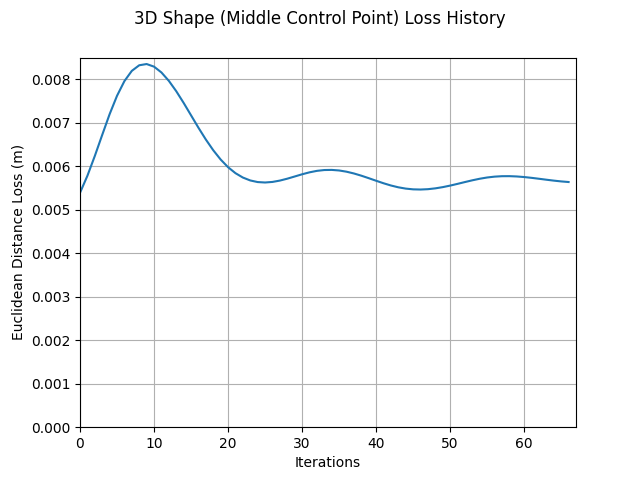 3D Shape (Middle Control Point) Loss History
Euclidean Distance Loss (m)
0.008
0.007
0.006
0.005
0.004
0.003
0.002
0.001
0.000
0 10 20 30 40 50 60
Iterations